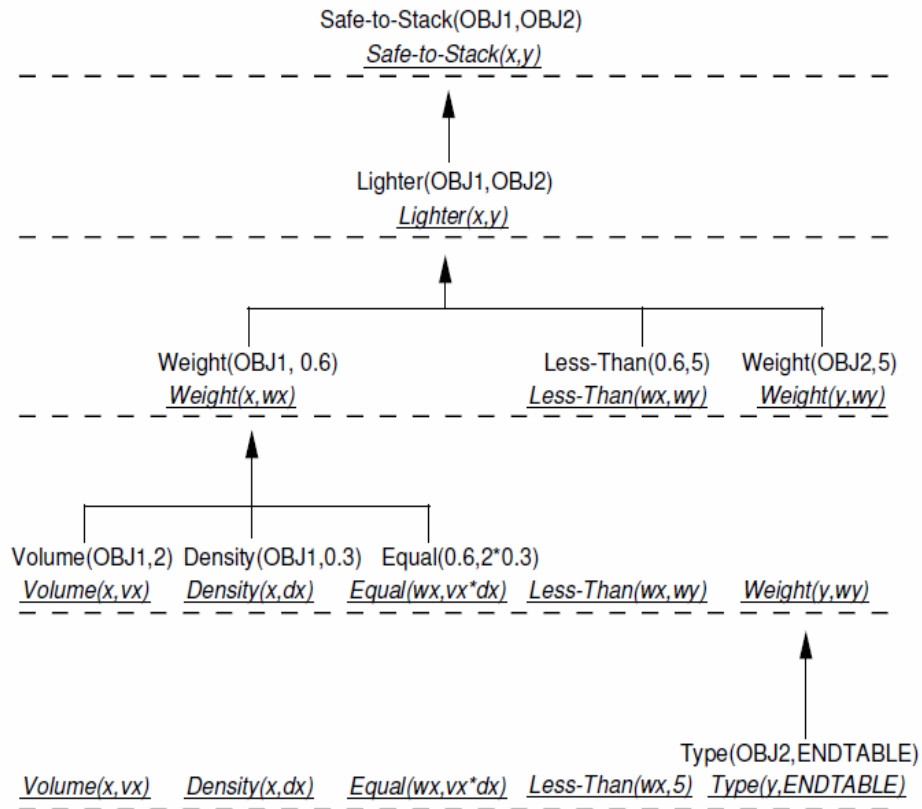 Safe-to-Stack(OBJ1,OBJ2)
Safe-to-Stack(x,y)
Lighter(OBJ1,OBJ2)
Lighter(x,y)
Weight(OBJ1, 0.6) Less-Than(0.6,5) Weight(OBJ2,5)
Weight(x,wx) Less-Than(wx,wy) Weight(y,wy)
Volume(OBJ1,2) Density(OBJ1,0.3) Equal(0.6,2*0.3)
Volume(x,vx) Density(x,dx) Equal(wx,vx*dx) Less-Than(wx,wy) Weight(y,wy)
Type(OBJ2,ENDTABLE)
Volume(x,vx) Density(x,dx) Equal(wx,vx*dx) Less-Than(wx,5) Type(y,ENDTABLE)